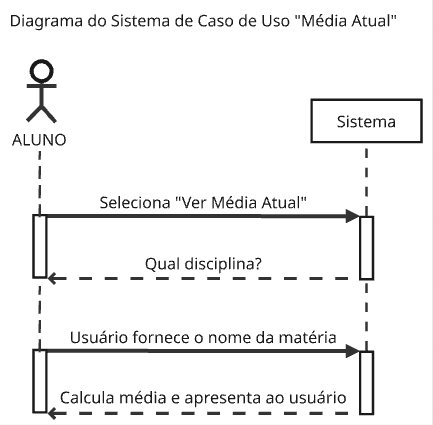 Diagrama do Sistema de Caso de Uso "Média Atual"
ALUNO
Sistema
Seleciona "Ver Média Atual"
Qual disciplina?
Usuário fornece o nome da matéria
Calcula média e apresenta ao usuário